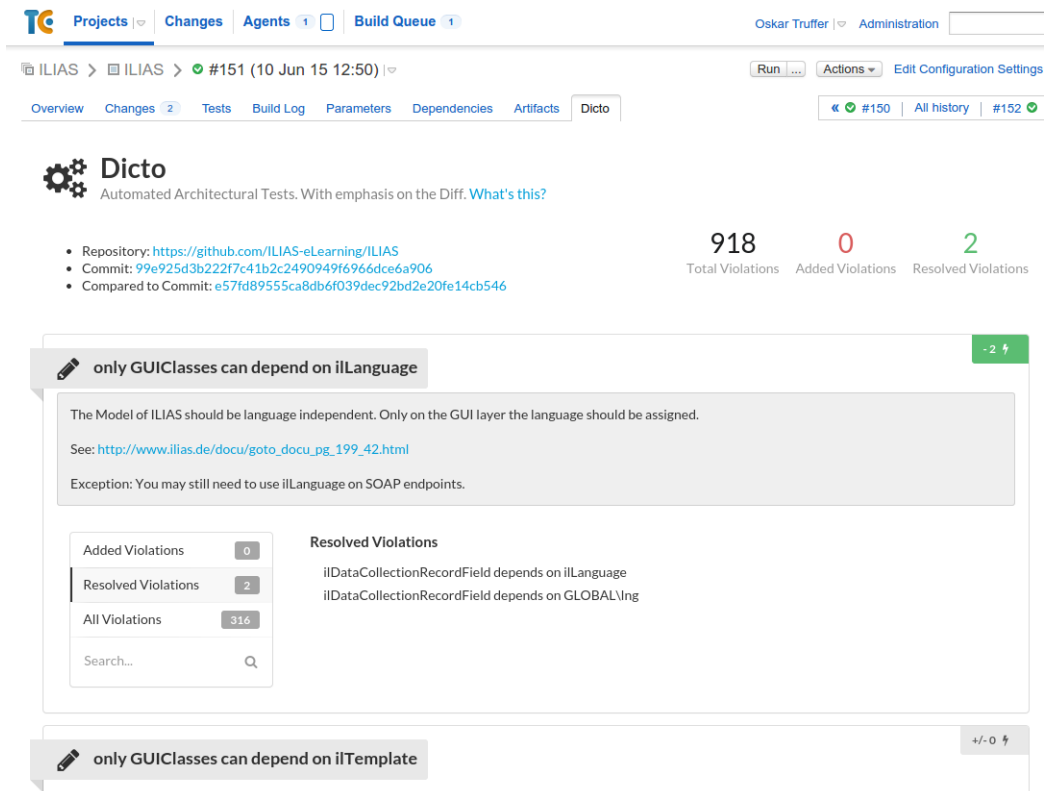 TC Projects Changes Agents 1 Build Queue 1 Oskar Truffer Administration
ILIAS > ILIAS > #151 (10 Jun 15 12:50) Run ... Actions Edit Configuration Settings
Overview Changes 2 Tests Build Log Parameters Dependencies Artifacts Dicto « #150 | All history | #152
Dicto
Automated Architectural Tests. With emphasis on the Diff. What's this?
918 0 2
Total Violations Added Violations Resolved Violations
• Repository: https://github.com/ILIAS-eLearning/ILIAS
• Commit: 99e925d3b222f7c41b2c2490949f6966dce6a906
• Compared to Commit: e57fd89555ca8db6f039dec92bd2e20fe14cb546
- 2
only GUIClasses can depend on ilLanguage
The Model of ILIAS should be language independent. Only on the GUI layer the language should be assigned.
See: http://www.ilias.de/docu/goto_docu_pg_199_42.html
Exception: You may still need to use ilLanguage on SOAP endpoints.
Added Violations 0
Resolved Violations 2
All Violations 316
Search...
Resolved Violations
ilDataCollectionRecordField depends on ilLanguage
ilDataCollectionRecordField depends on GLOBAL\lng
+/- 0
only GUIClasses can depend on ilTemplate